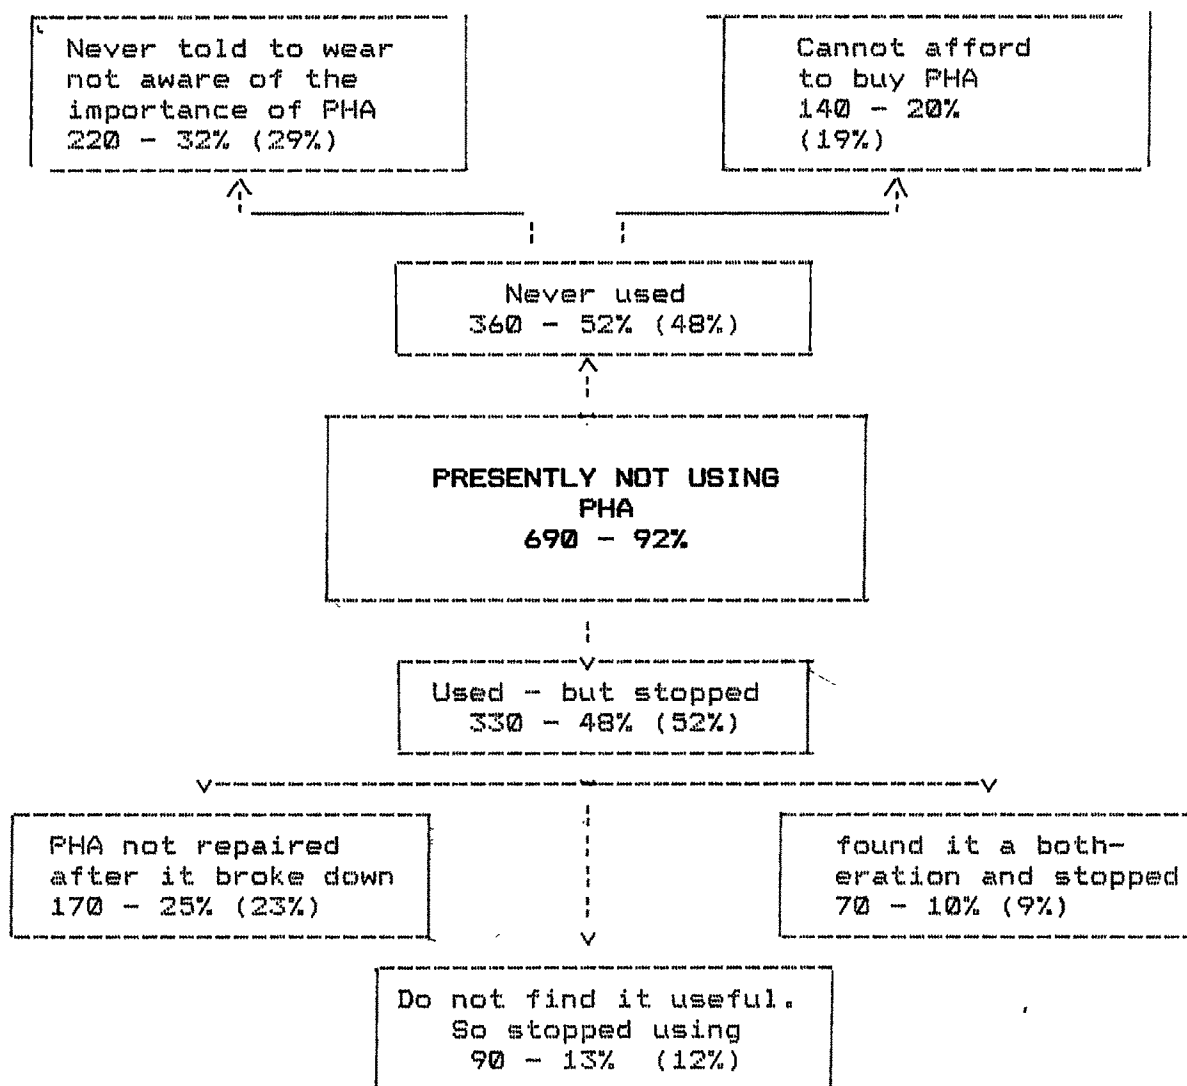 Never told to wear
not aware of the
importance of PHA
220 - 32% (29%)
Cannot afford
to buy PHA
140 - 20%
(19%)
Never used
360 - 52% (48%)
PRESENTLY NOT USING
PHA
690 - 92%
Used - but stopped
330 - 48% (52%)
PHA not repaired
after it broke down
170 - 25% (23%)
found it a both-
eration and stopped
70 - 10% (9%)
Do not find it useful.
So stopped using
90 - 13% (12%)